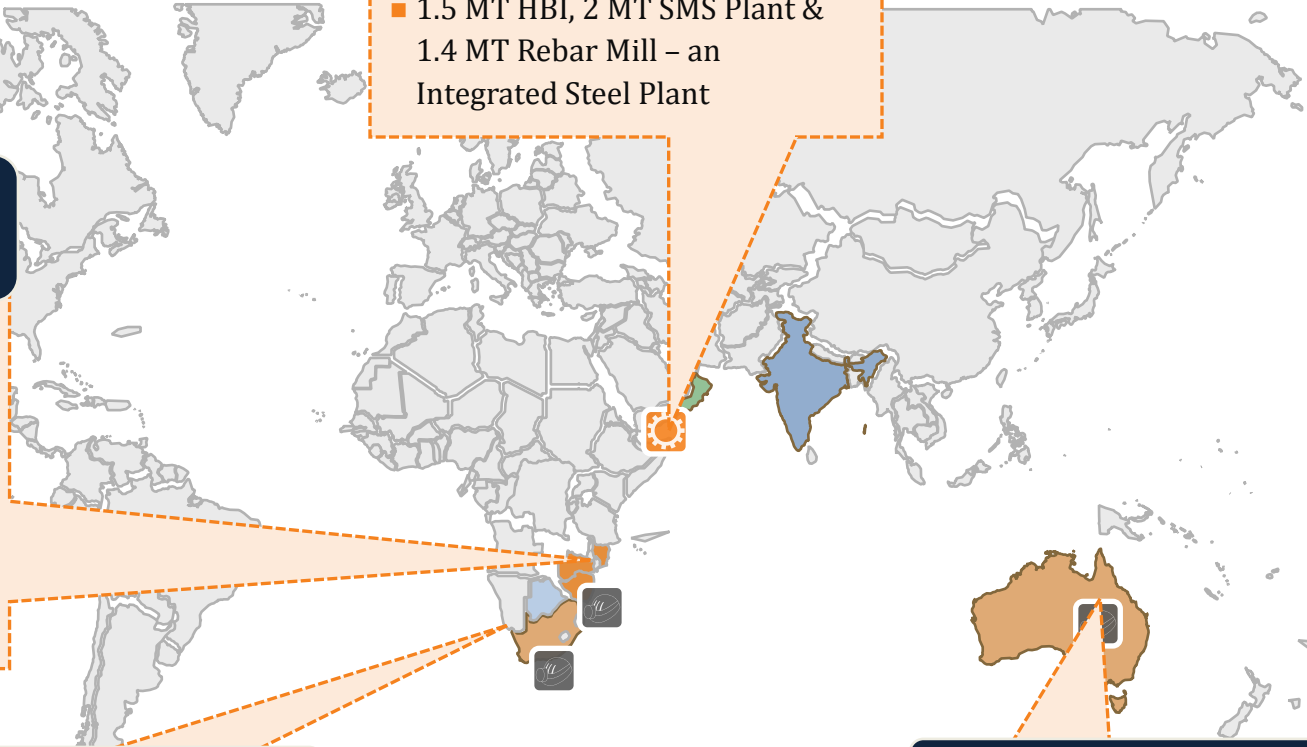 ■ 1.5 MT HBI, 2 MT SMS Plant &
1.4 MT Rebar Mill – an
Integrated Steel Plant